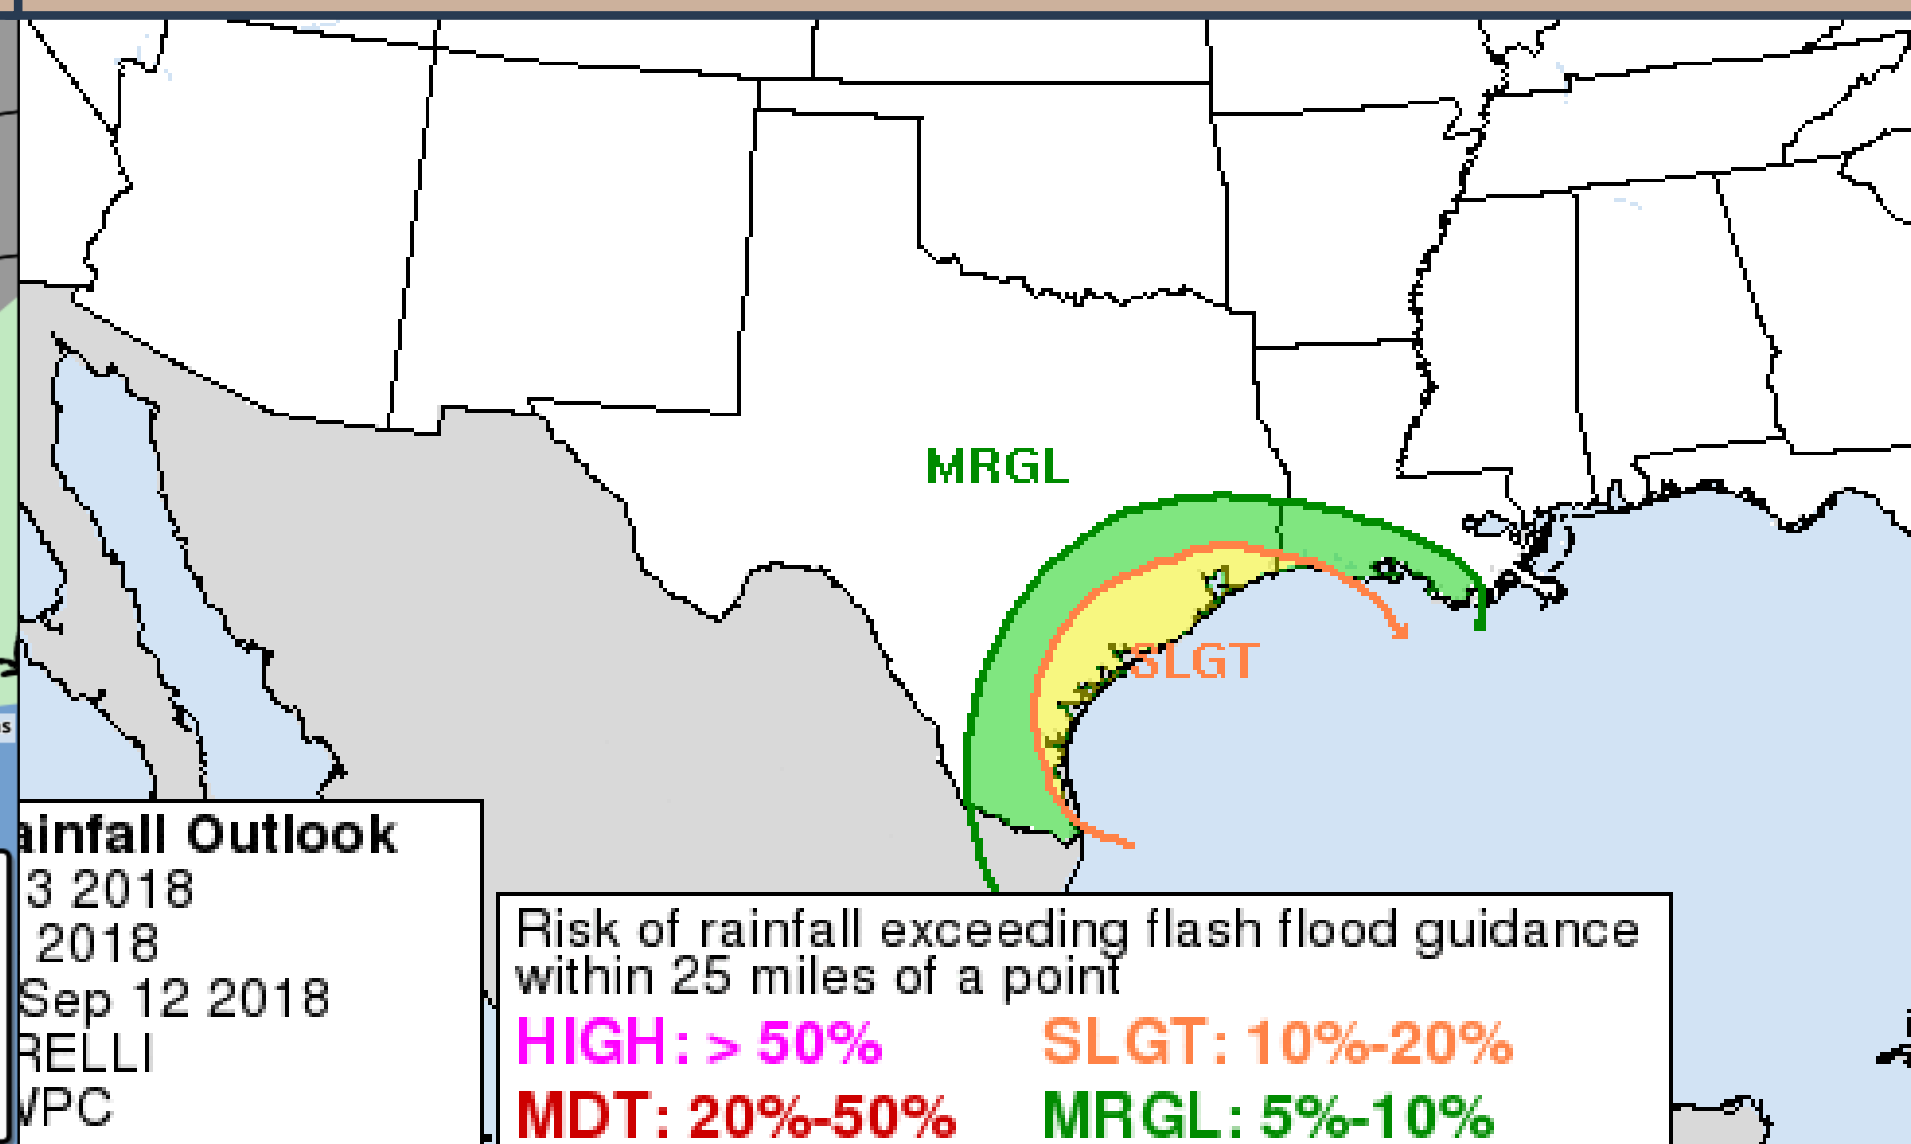 MRGL
SLGT
ainfall Outlook
3 2018
2018
Sep 12 2018
RELLI
WPC
Risk of rainfall exceeding flash flood guidance
within 25 miles of a point
HIGH: > 50%
SLGT: 10%-20%
MDT: 20%-50%
MRGL: 5%-10%